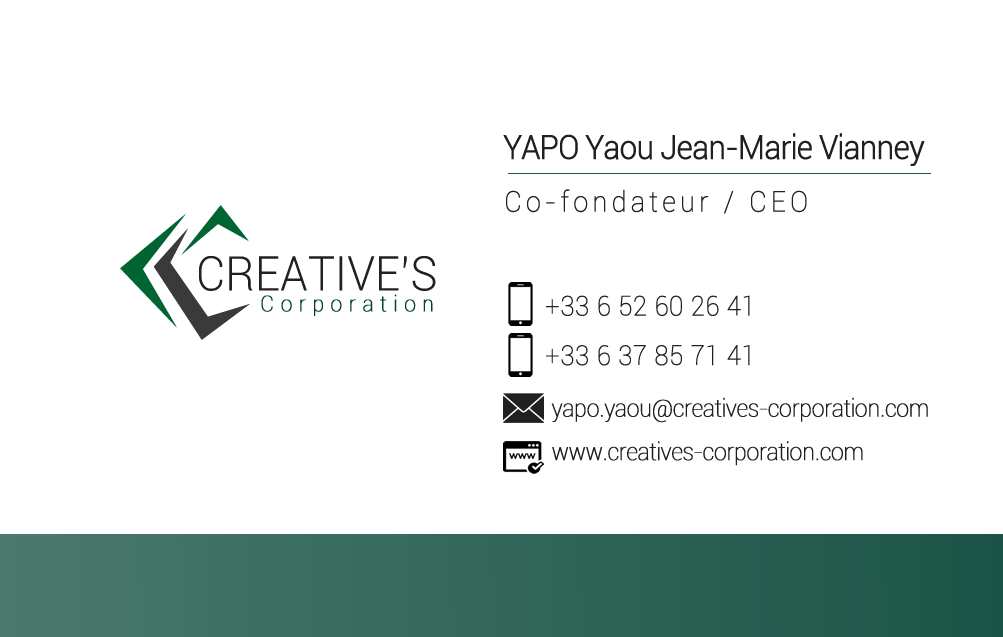 YAPO Yaou Jean-Marie Vianney
Co-fondateur / CEO
CREATIVE'S
Corporation
+33 6 52 60 26 41
+33 6 37 85 71 41
yapo.yaou@creatives-corporation.com
www
www.creatives-corporation.com